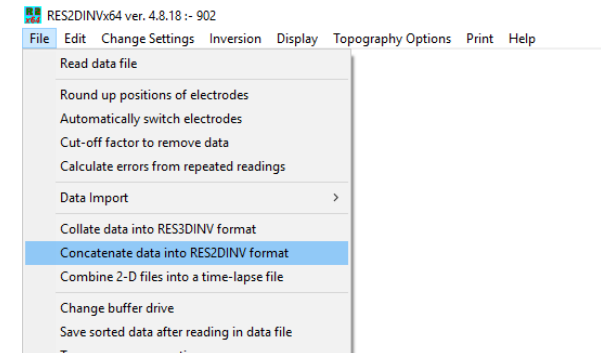 RES2DINVx64 ver. 4.8.18 :- 902
File Edit Change Settings Inversion Display Topography Options Print Help
Read data file
Round up positions of electrodes
Automatically switch electrodes
Cut-off factor to remove data
Calculate errors from repeated readings
Data Import >
Collate data into RES3DINV format
Concatenate data into RES2DINV format
Combine 2-D files into a time-lapse file
Change buffer drive
Save sorted data after reading in data file